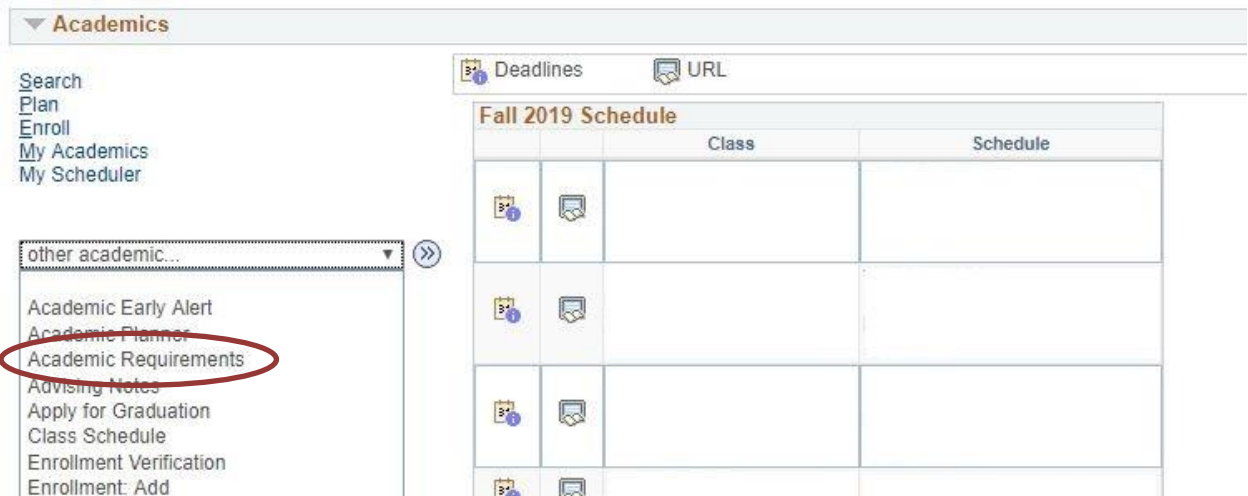 Academics
Search
Plan
Enroll
My Academics
My Scheduler
other academic...
Academic Early Alert
Academic Planner
Academic Requirements
Advising Notes
Apply for Graduation
Class Schedule
Enrollment Verification
Enrollment: Add
Deadlines URL
Fall 2019 Schedule
Class Schedule